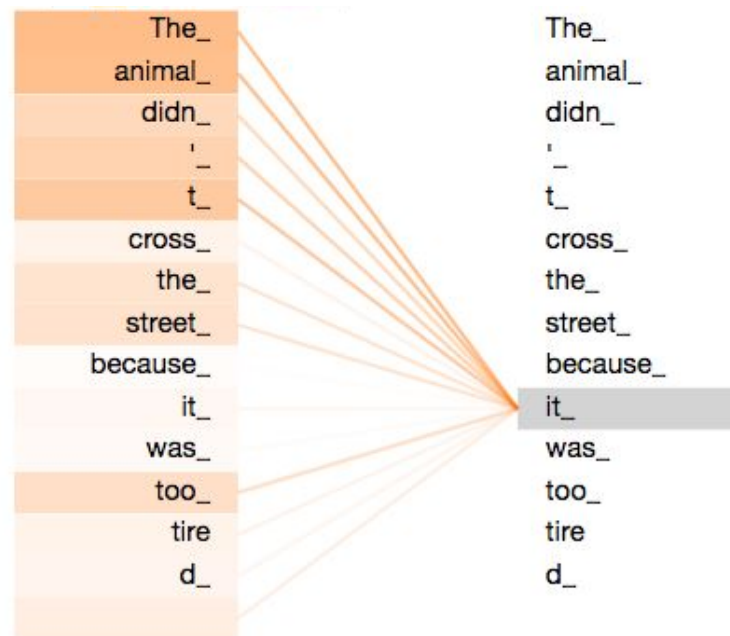 The_ The_
animal_ animal_
didn_ didn_
'_ '_
t_ t_
cross_ cross_
the_ the_
street_ street_
because_ because_
it_ it_
was_ was_
too_ too_
tire tire
d_ d_